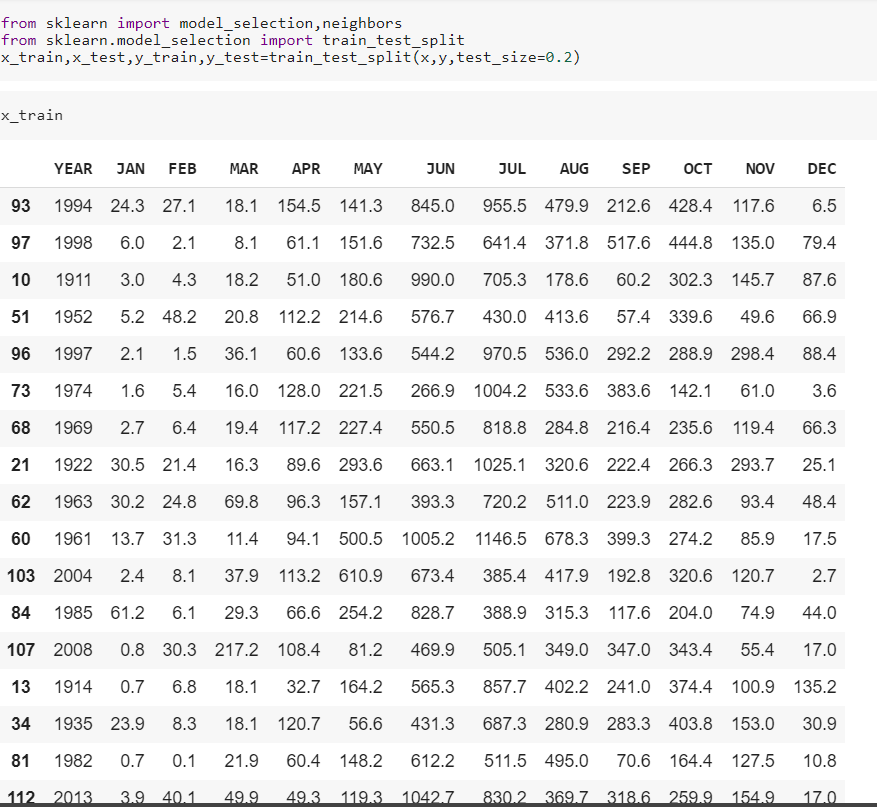 from sklearn import model_selection,neighbors
from sklearn.model_selection import train_test_split
x_train,x_test,y_train,y_test=train_test_split(x,y,test_size=0.2)
x_train
YEAR JAN FEB MAR APR MAY JUN JUL AUG SEP OCT NOV DEC
93 1994 24.3 27.1 18.1 154.5 141.3 845.0 955.5 479.9 212.6 428.4 117.6 6.5
97 1998 6.0 2.1 8.1 61.1 151.6 732.5 641.4 371.8 517.6 444.8 135.0 79.4
10 1911 3.0 4.3 18.2 51.0 180.6 990.0 705.3 178.6 60.2 302.3 145.7 87.6
51 1952 5.2 48.2 20.8 112.2 214.6 576.7 430.0 413.6 57.4 339.6 49.6 66.9
96 1997 2.1 1.5 36.1 60.6 133.6 544.2 970.5 536.0 292.2 288.9 298.4 88.4
73 1974 1.6 5.4 16.0 128.0 221.5 266.9 1004.2 533.6 383.6 142.1 61.0 3.6
68 1969 2.7 6.4 19.4 117.2 227.4 550.5 818.8 284.8 216.4 235.6 119.4 66.3
21 1922 30.5 21.4 16.3 89.6 293.6 663.1 1025.1 320.6 222.4 266.3 293.7 25.1
62 1963 30.2 24.8 69.8 96.3 157.1 393.3 720.2 511.0 223.9 282.6 93.4 48.4
60 1961 13.7 31.3 11.4 94.1 500.5 1005.2 1146.5 678.3 399.3 274.2 85.9 17.5
103 2004 2.4 8.1 37.9 113.2 610.9 673.4 385.4 417.9 192.8 320.6 120.7 2.7
84 1985 61.2 6.1 29.3 66.6 254.2 828.7 388.9 315.3 117.6 204.0 74.9 44.0
107 2008 0.8 30.3 217.2 108.4 81.2 469.9 505.1 349.0 347.0 343.4 55.4 17.0
13 1914 0.7 6.8 18.1 32.7 164.2 565.3 857.7 402.2 241.0 374.4 100.9 135.2
34 1935 23.9 8.3 18.1 120.7 56.6 431.3 687.3 280.9 283.3 403.8 153.0 30.9
81 1982 0.7 0.1 21.9 60.4 148.2 612.2 511.5 495.0 70.6 164.4 127.5 10.8
112 2013 3.9 40.1 49.9 49.3 119.3 1042.7 830.2 369.7 318.6 259.9 154.9 17.0